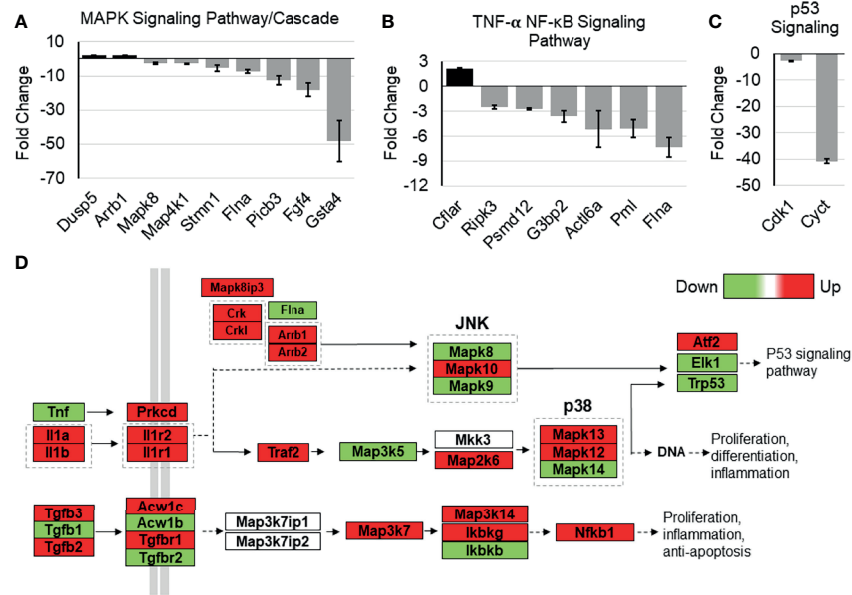 A
MAPK Signaling Pathway/Cascade
Fold Change
10
-10
-30
-50
-70
Dusp5
Arrb1
Mapk8
Map4k1
Stmn1
Flna
Plcb3
Fgf4
Gsta4
B
TNF-α NF-κB Signaling
Pathway
Fold Change
3
0
-3
-6
-9
-12
Cflar
Ripk3
Psmd12
G3bp2
Actl6a
Pml
Flna
C
p53
Signaling
Fold Change
0
-10
-20
-30
-40
-50
Cdk1
Cyct
D
Down
Up
Mapk8ip3
Crk
Crkl
Flna
Arrb1
Arrb2
JNK
Mapk8
Mapk10
Mapk9
Atf2
Elk1
Trp53
P53 signaling
pathway
Tnf
Prkcd
Il1a
Il1b
Il1r2
Il1r1
Traf2
Map3k5
Mkk3
Map2k6
p38
Mapk13
Mapk12
Mapk14
DNA
Proliferation,
differentiation,
inflammation
Tgfb3
Tgfb1
Tgfb2
Acw1c
Acw1b
Tgfbr1
Tgfbr2
Map3k7ip1
Map3k7ip2
Map3k7
Map3k14
Ikbkg
Ikbkb
Nfkb1
Proliferation,
inflammation,
anti-apoptosis